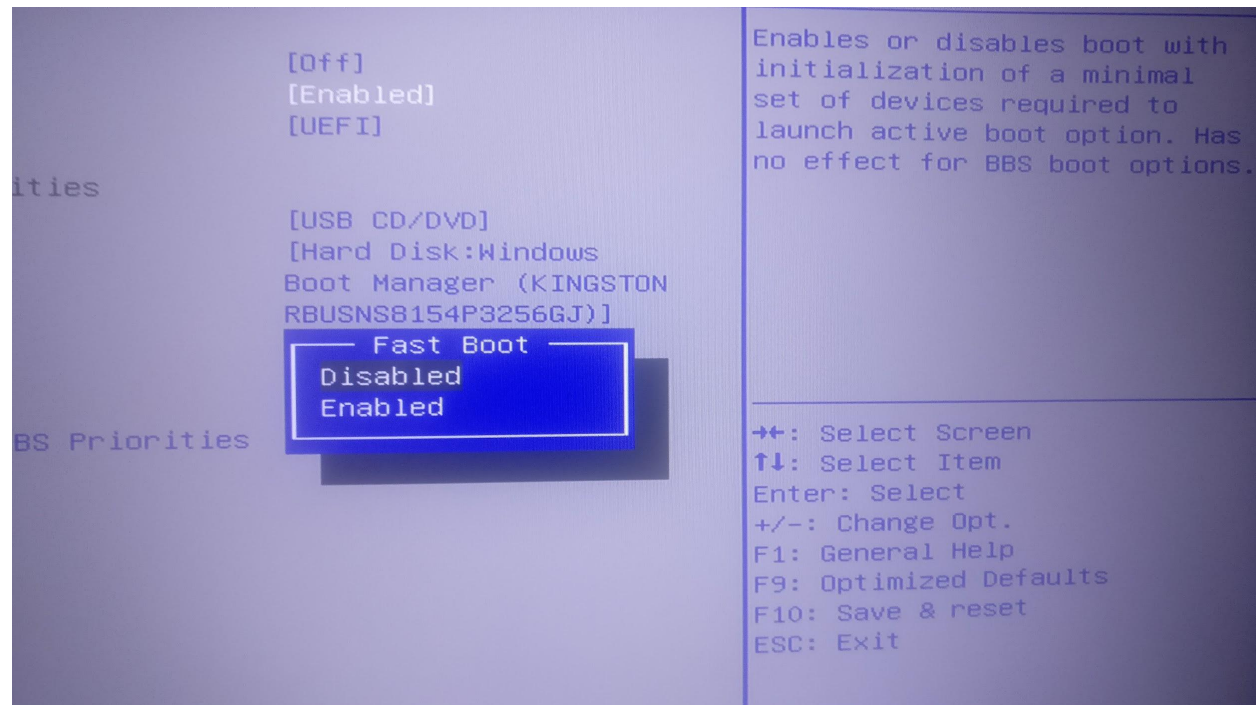 [Off]
[Enabled]
[UEFI]
ities
[USB CD/DVD]
[Hard Disk:Windows
Boot Manager (KINGSTON
RBUSNS8154P3256GJ)]
Fast Boot
Disabled
Enabled
BS Priorities
Enables or disables boot with
initialization of a minimal
set of devices required to
launch active boot option. Has
no effect for BBS boot options.
→←: Select Screen
↑↓: Select Item
Enter: Select
+/-: Change Opt.
F1: General Help
F9: Optimized Defaults
F10: Save & reset
ESC: Exit